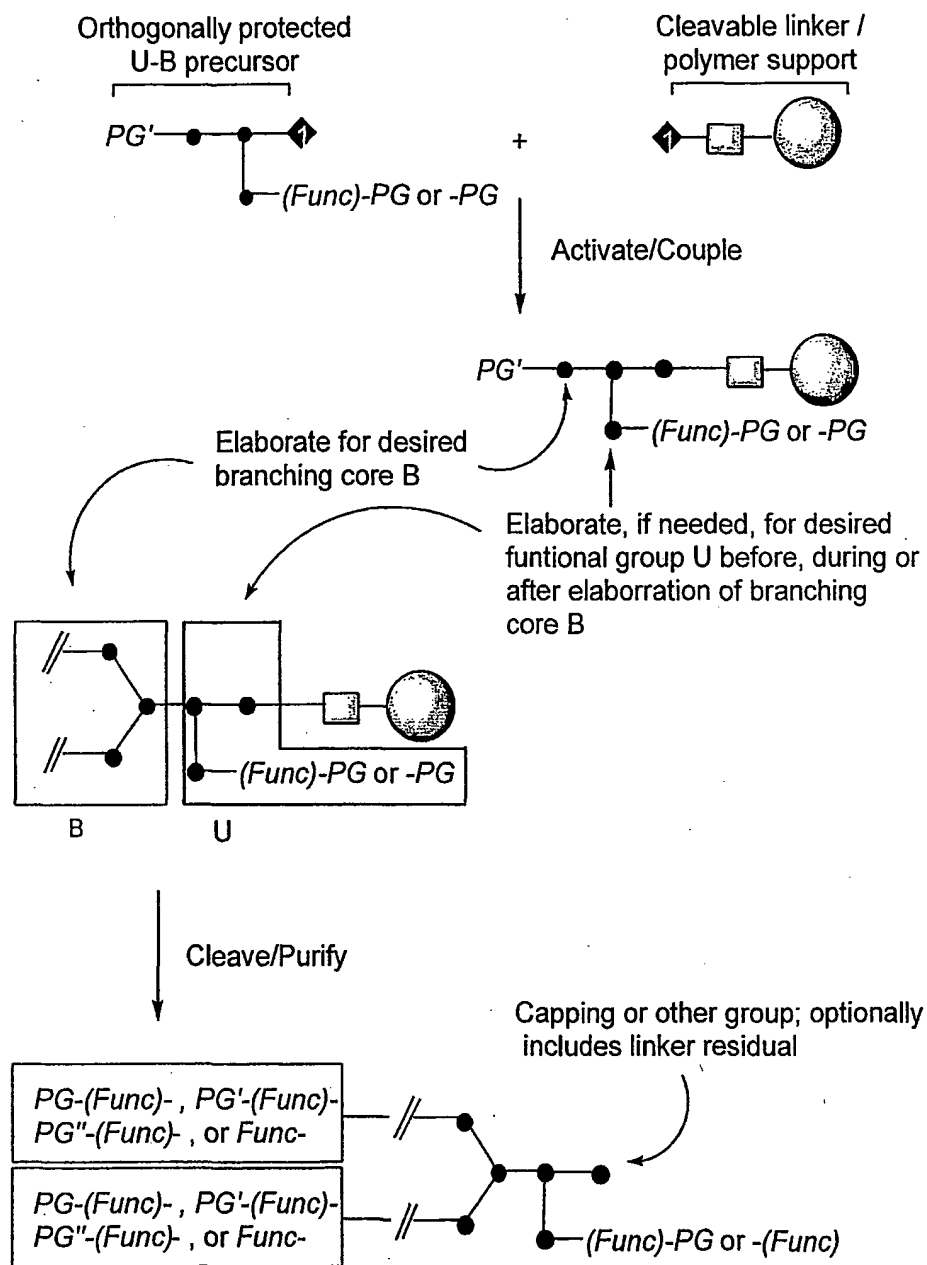 Orthogonally protected
U-B precursor
Cleavable linker /
polymer support
PG'
1
+
1
(Func)-PG or -PG
Activate/Couple
PG'
(Func)-PG or -PG
Elaborate for desired
branching core B
Elaborate, if needed, for desired
funtional group U before, during or
after elaborration of branching
core B
(Func)-PG or -PG
B
U
Cleave/Purify
Capping or other group; optionally
includes linker residual
PG-(Func)- , PG'-(Func)-
PG"-(Func)- , or Func-
PG-(Func)- , PG'-(Func)-
PG"-(Func)- , or Func-
(Func)-PG or -(Func)